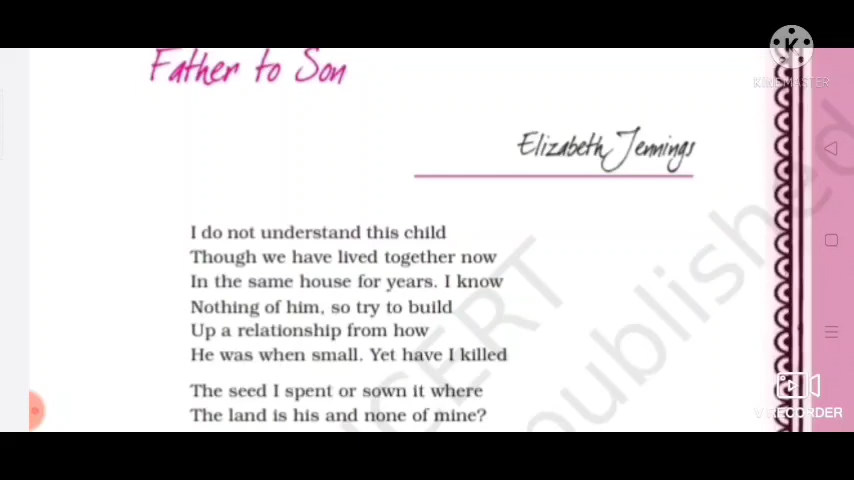 Father to Son
KINEMASTER
Elizabeth Jennings
I do not understand this child
Though we have lived together now
In the same house for years. I know
Nothing of him, so try to build
Up a relationship from how
He was when small. Yet have I killed
The seed I spent or sown it where
The land is his and none of mine?
V RECORDER